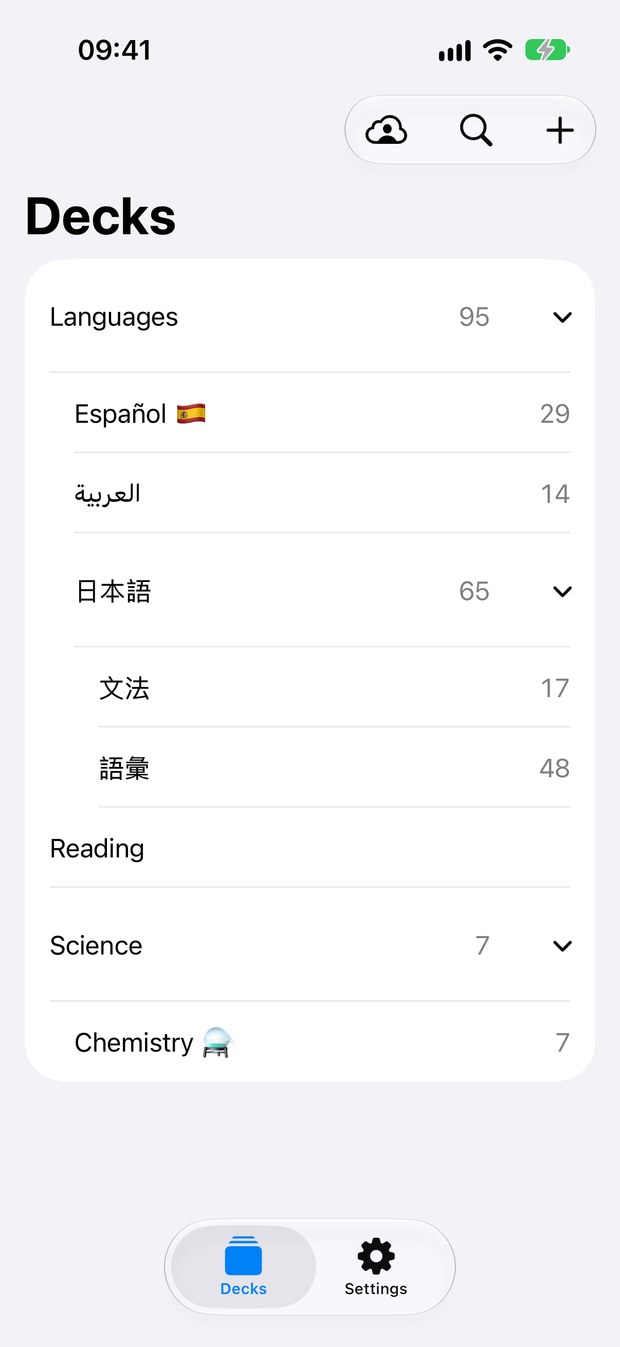 09:41
Decks
Languages 95
Español 🇪🇸 29
العربية 14
日本語 65
文法 17
語彙 48
Reading
Science 7
Chemistry 7
Decks
Settings